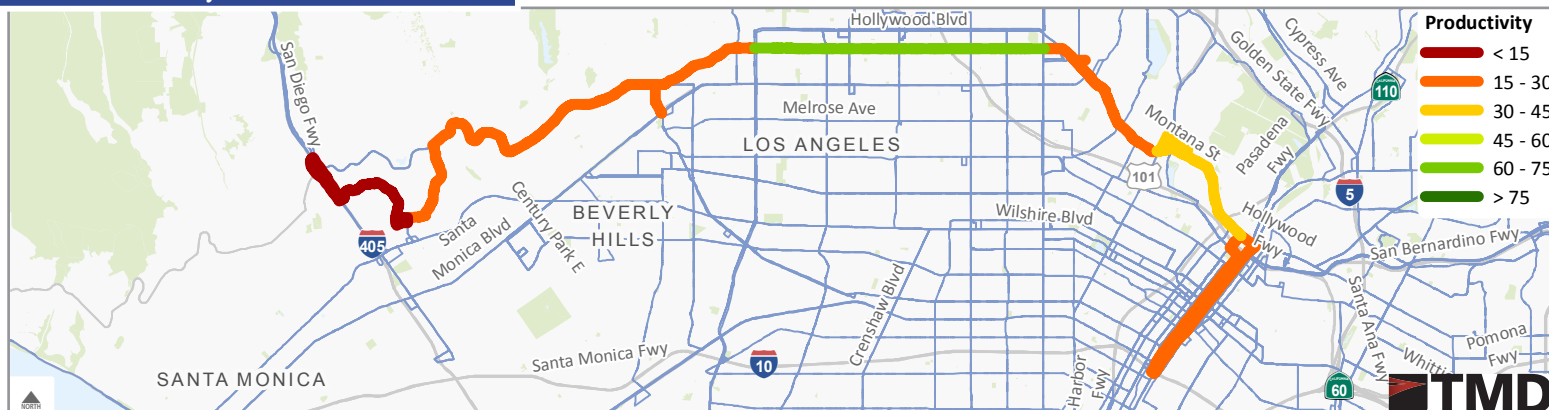 Hollywood Blvd
Cypress Ave
Golden State Fwy
Productivity
< 15
15 - 30
30 - 45
45 - 60
60 - 75
> 75
CALIFORNIA
110
San Diego Fwy
Melrose Ave
LOS ANGELES
Montana St
Pasadena
Fwy
101
5
Century Park E
BEVERLY
HILLS
Santa
Monica Blvd
405
Wilshire Blvd
Hollywood
Fwy
San Bernardino Fwy
Crenshaw Blvd
Santa Ana Fwy
Santa Monica Fwy
10
Harbor
Fwy
Pomona
Fwy
SANTA MONICA
CALIFORNIA
60
NORTH
TMD